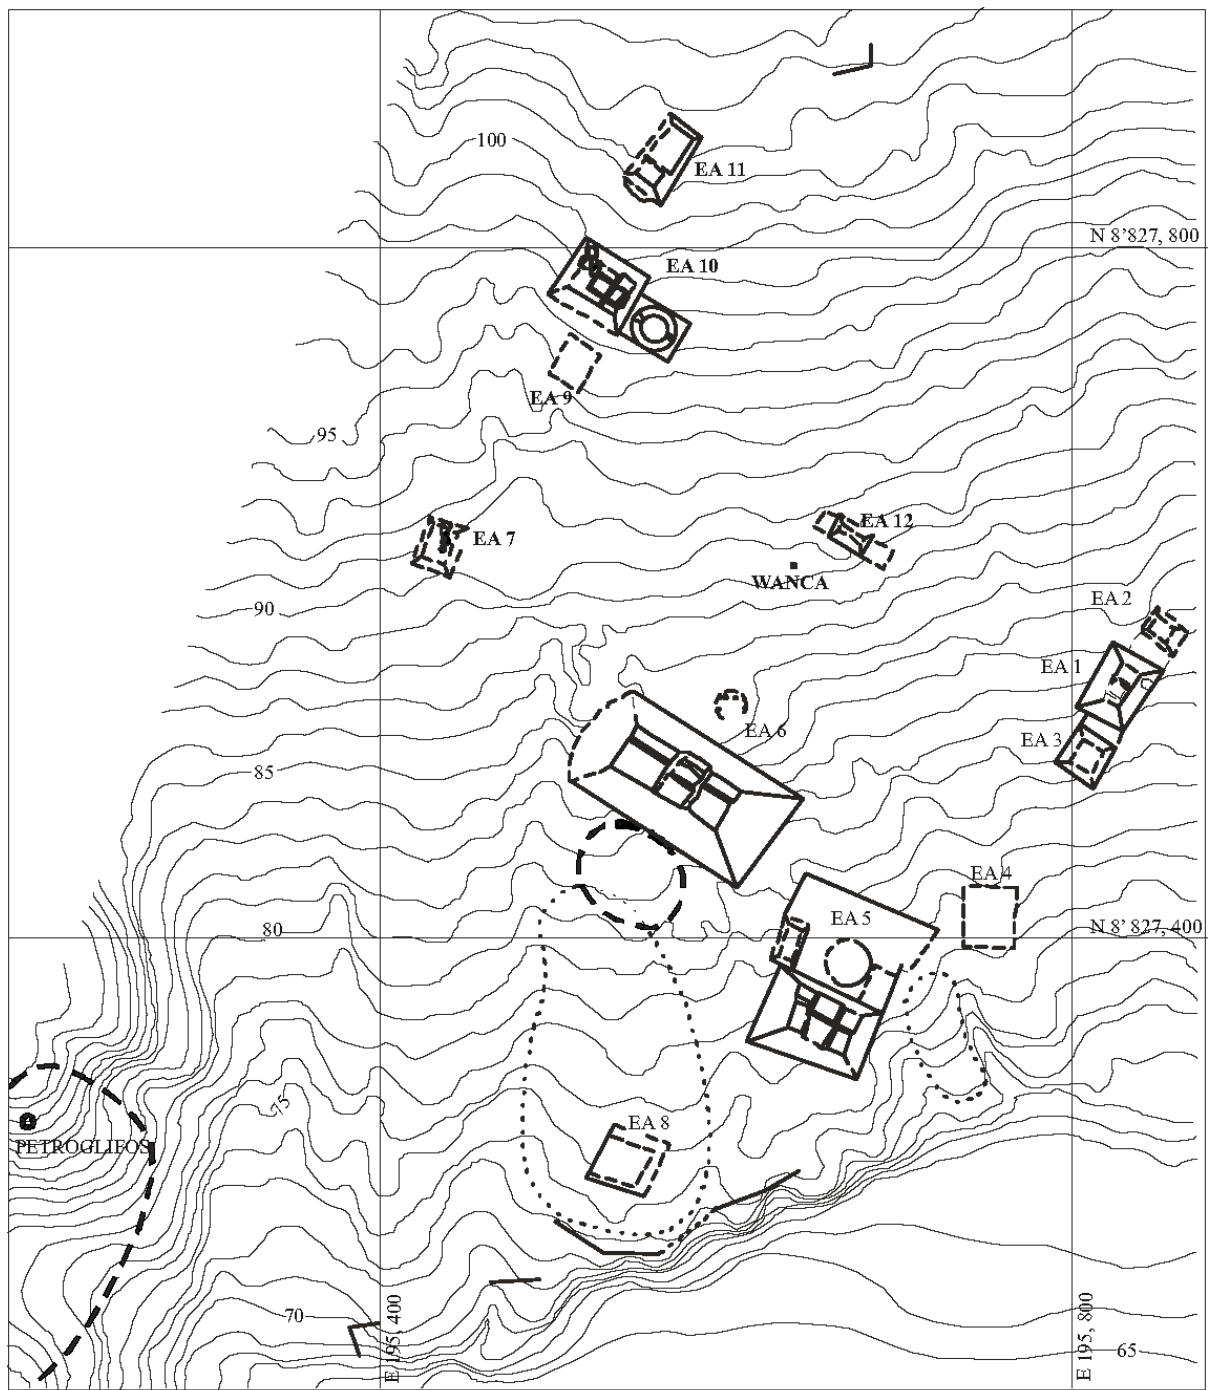 100
EA 11
N 8'827, 800
EA 10
EA 9
95
EA 7
EA 12
WANCA
90
EA 2
EA 1
EA 6
EA 3
85
EA 4
EA 5
80
N 8' 827, 400
75
EA 8
PETROGLIFOS
70
E 195, 400
E 195, 800
65